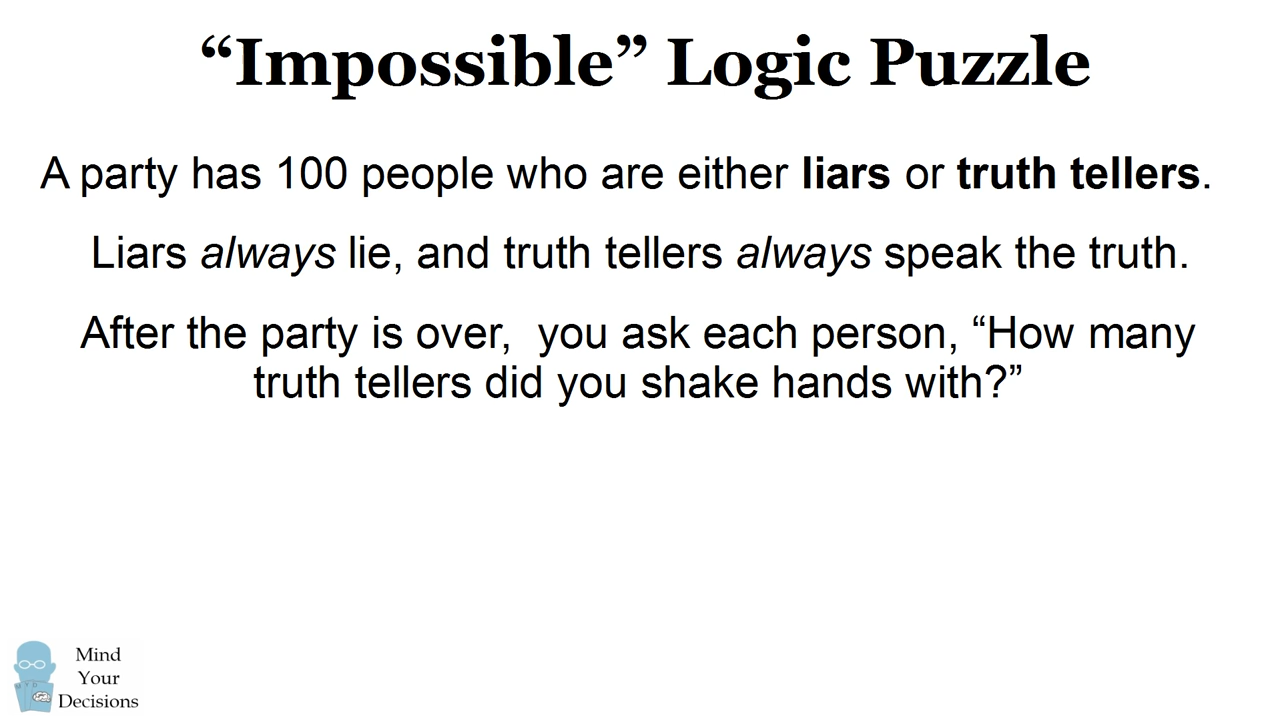 “Impossible” Logic Puzzle
A party has 100 people who are either liars or truth tellers.
Liars always lie, and truth tellers always speak the truth.
After the party is over,  you ask each person, “How many
truth tellers did you shake hands with?”
Mind
Your
Decisions